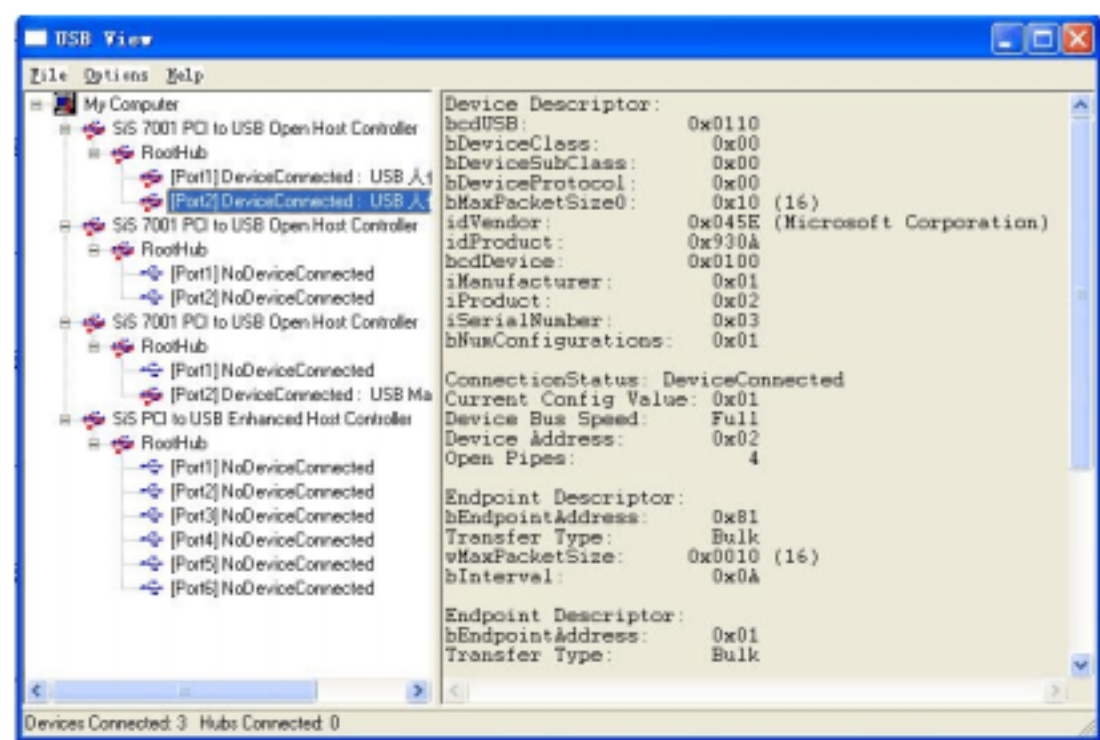 USB View
File Options Help
My Computer
SiS 7001 PCI to USB Open Host Controller
RootHub
[Port1] DeviceConnected : USB 人
[Port2] DeviceConnected : USB 人
SiS 7001 PCI to USB Open Host Controller
RootHub
[Port1] NoDeviceConnected
[Port2] NoDeviceConnected
SiS 7001 PCI to USB Open Host Controller
RootHub
[Port1] NoDeviceConnected
[Port2] DeviceConnected : USB Ma
SiS PCI to USB Enhanced Host Controller
RootHub
[Port1] NoDeviceConnected
[Port2] NoDeviceConnected
[Port3] NoDeviceConnected
[Port4] NoDeviceConnected
[Port5] NoDeviceConnected
[Port6] NoDeviceConnected
Device Descriptor:
bcdUSB: 0x0110
bDeviceClass: 0x00
bDeviceSubClass: 0x00
bDeviceProtocol: 0x00
bMaxPacketSize0: 0x10 (16)
idVendor: 0x045E (Microsoft Corporation)
idProduct: 0x930A
bcdDevice: 0x0100
iManufacturer: 0x01
iProduct: 0x02
iSerialNumber: 0x03
bNumConfigurations: 0x01
ConnectionStatus: DeviceConnected
Current Config Value: 0x01
Device Bus Speed: Full
Device Address: 0x02
Open Pipes: 4
Endpoint Descriptor:
bEndpointAddress: 0x81
Transfer Type: Bulk
wMaxPacketSize: 0x0010 (16)
bInterval: 0x0A
Endpoint Descriptor:
bEndpointAddress: 0x01
Transfer Type: Bulk
Devices Connected: 3 Hubs Connected: 0